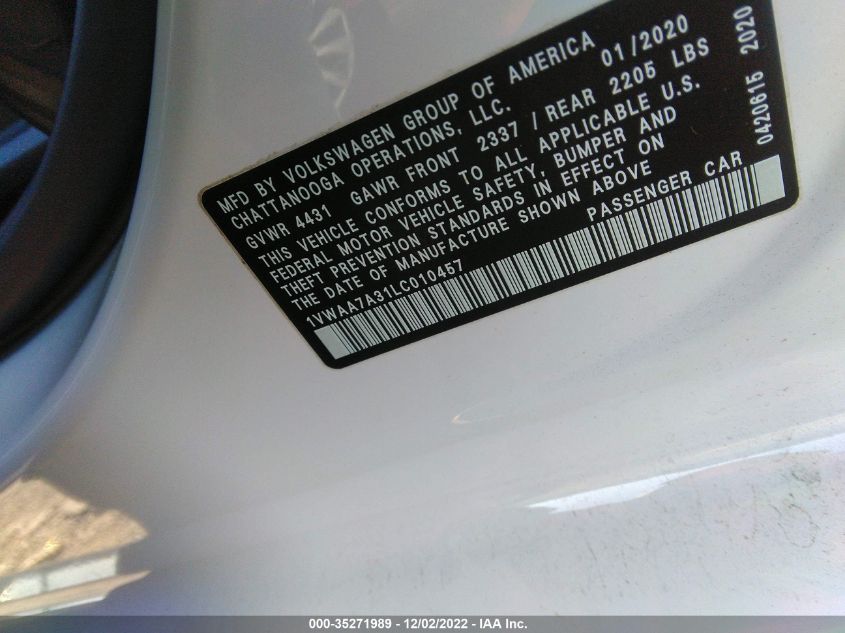 MFD BY VOLKSWAGEN GROUP OF AMERICA 01/2020
CHATTANOOGA OPERATIONS, LLC.
GVWR 4431 GAWR FRONT 2337 / REAR 2205 LBS
THIS VEHICLE CONFORMS TO ALL APPLICABLE U.S.
FEDERAL MOTOR VEHICLE SAFETY, BUMPER AND
THEFT PREVENTION STANDARDS IN EFFECT ON
THE DATE OF MANUFACTURE SHOWN ABOVE
1VWAA7A31LC010457 PASSENGER CAR
0420615 2020
000-35271989 - 12/02/2022 - IAA Inc.